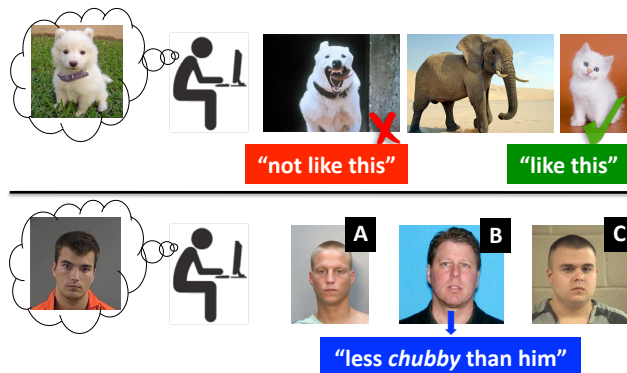 “not like this”
“like this”
A
B
C
“less chubby than him”